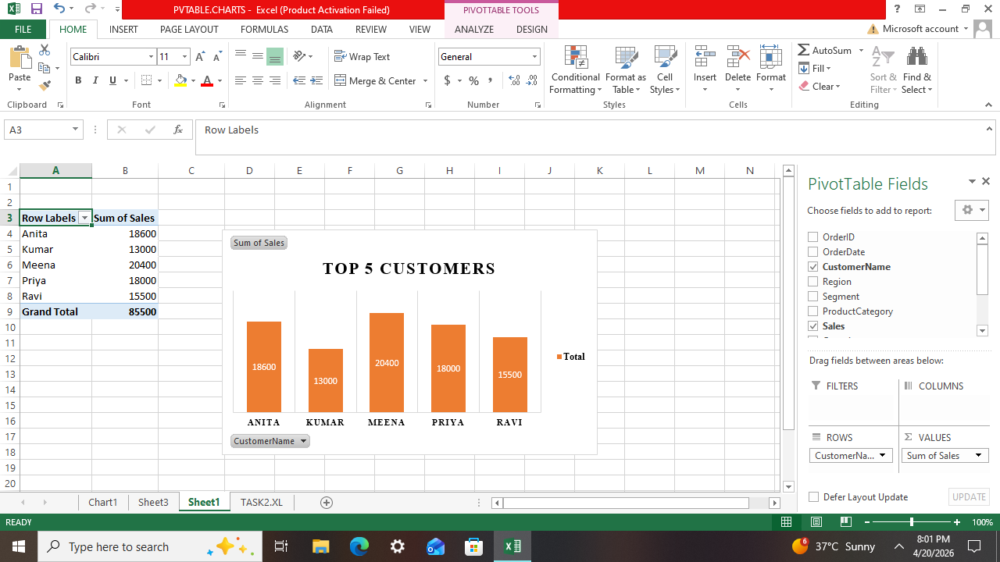 PVTABLE.CHARTS - Excel (Product Activation Failed)
PIVOTTABLE TOOLS
FILE HOME INSERT PAGE LAYOUT FORMULAS DATA REVIEW VIEW ANALYZE DESIGN Microsoft account
Calibri 11 Wrap Text General AutoSum
Paste B I U Merge & Center $ % , Conditional Formatting Format as Table Cell Styles Insert Delete Format Fill Clear Sort & Filter Find & Select
Clipboard Font Alignment Number Styles Cells Editing
A3 fx Row Labels
A B C D E F G H I J K L M N
1
2
3 Row Labels Sum of Sales
4 Anita 18600
5 Kumar 13000
6 Meena 20400
7 Priya 18000
8 Ravi 15500
9 Grand Total 85500
10
11
12
13
14
15
16
17
18
19
20
Sum of Sales
TOP 5 CUSTOMERS
18600 13000 20400 18000 15500
Total
ANITA KUMAR MEENA PRIYA RAVI
CustomerName
PivotTable Fields
Choose fields to add to report:
OrderID
OrderDate
CustomerName
Region
Segment
ProductCategory
Sales
Drag fields between areas below:
FILTERS COLUMNS
ROWS Σ VALUES
CustomerNa... Sum of Sales
Defer Layout Update UPDATE
Chart1 Sheet3 Sheet1 TASK2.XL
READY 100%
Type here to search
6 37°C Sunny
8:01 PM
4/20/2026